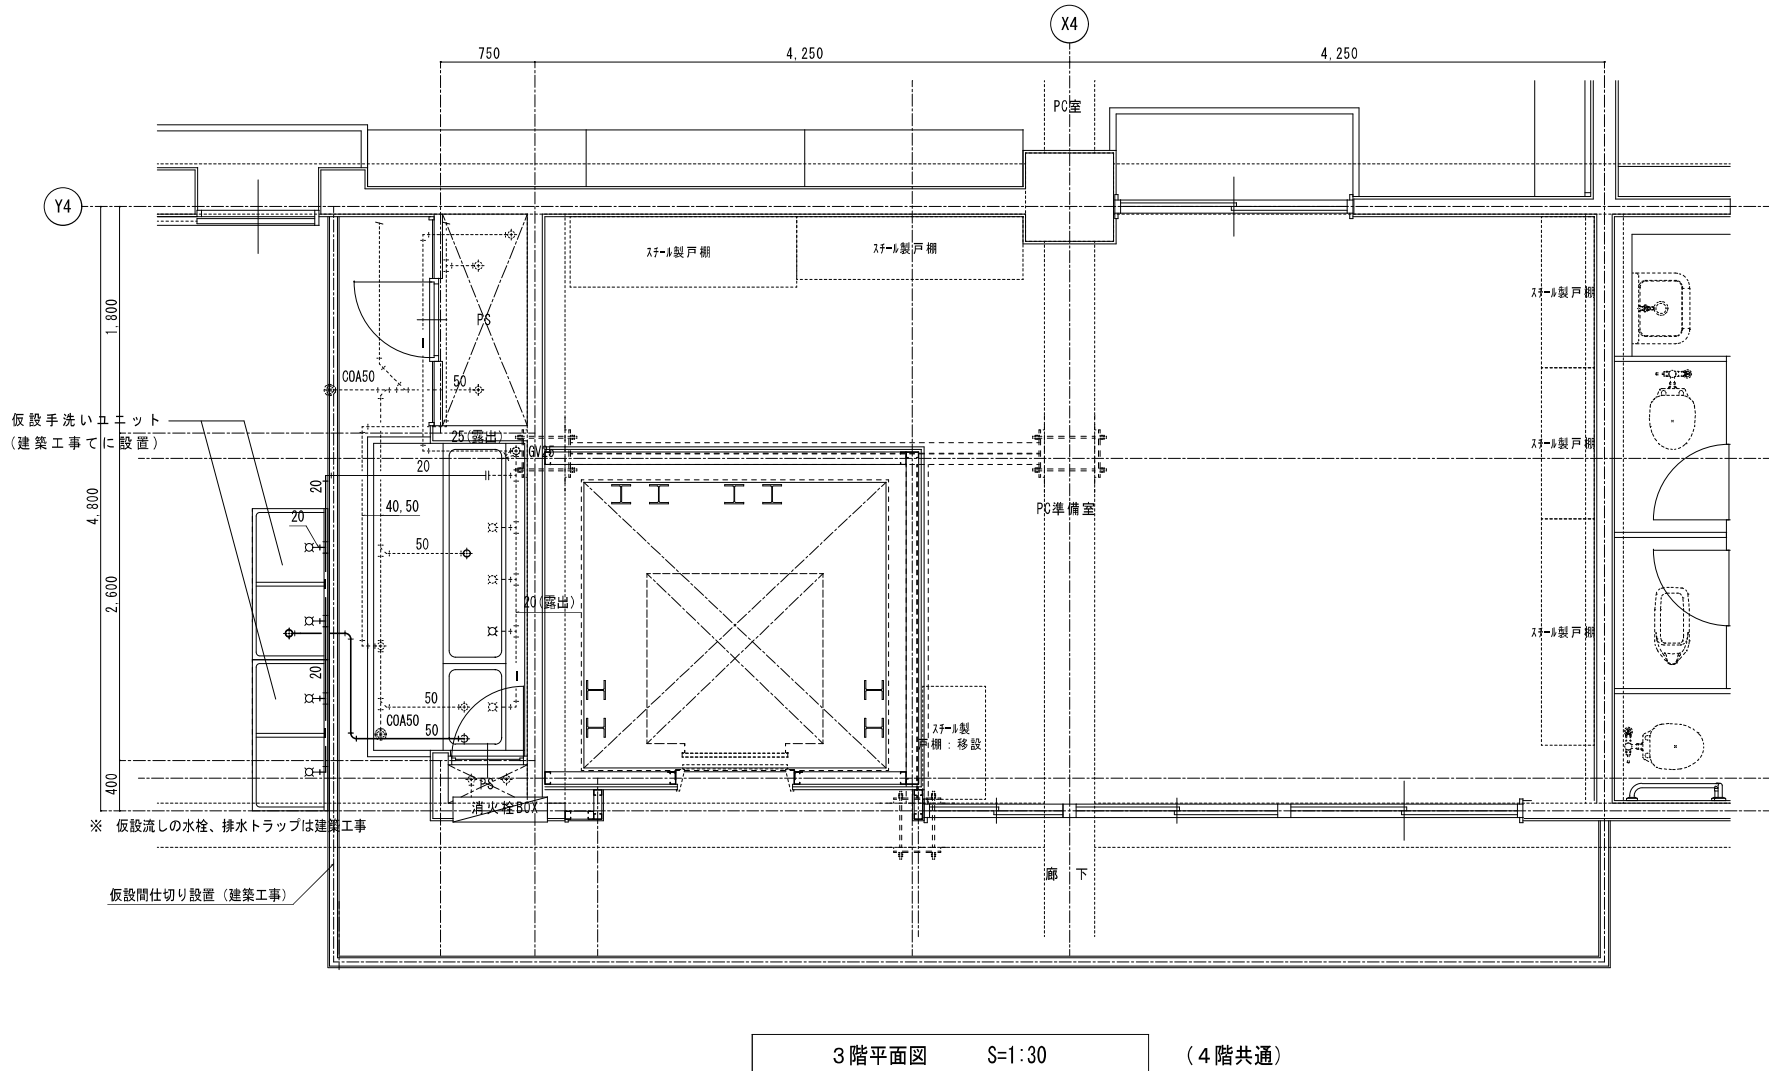 X4
750
4,250
4,250
PC室
Y4
スチール製戸棚
スチール製戸棚
スチール製戸棚
1,800
PS
COA50
50
仮設手洗いユニット
(建築工事てに設置)
25(露出)
GV25
スチール製戸棚
20
4,800
20
40,50
PC準備室
20
50
2,600
20(露出)
スチール製戸棚
20
50
COA50
50
スチール製
戸棚：移設
400
PS
消火栓BOX
※ 仮設流しの水栓、排水トラップは建築工事
廊 下
仮設間仕切り設置（建築工事）
3階平面図 S=1:30 (4階共通)